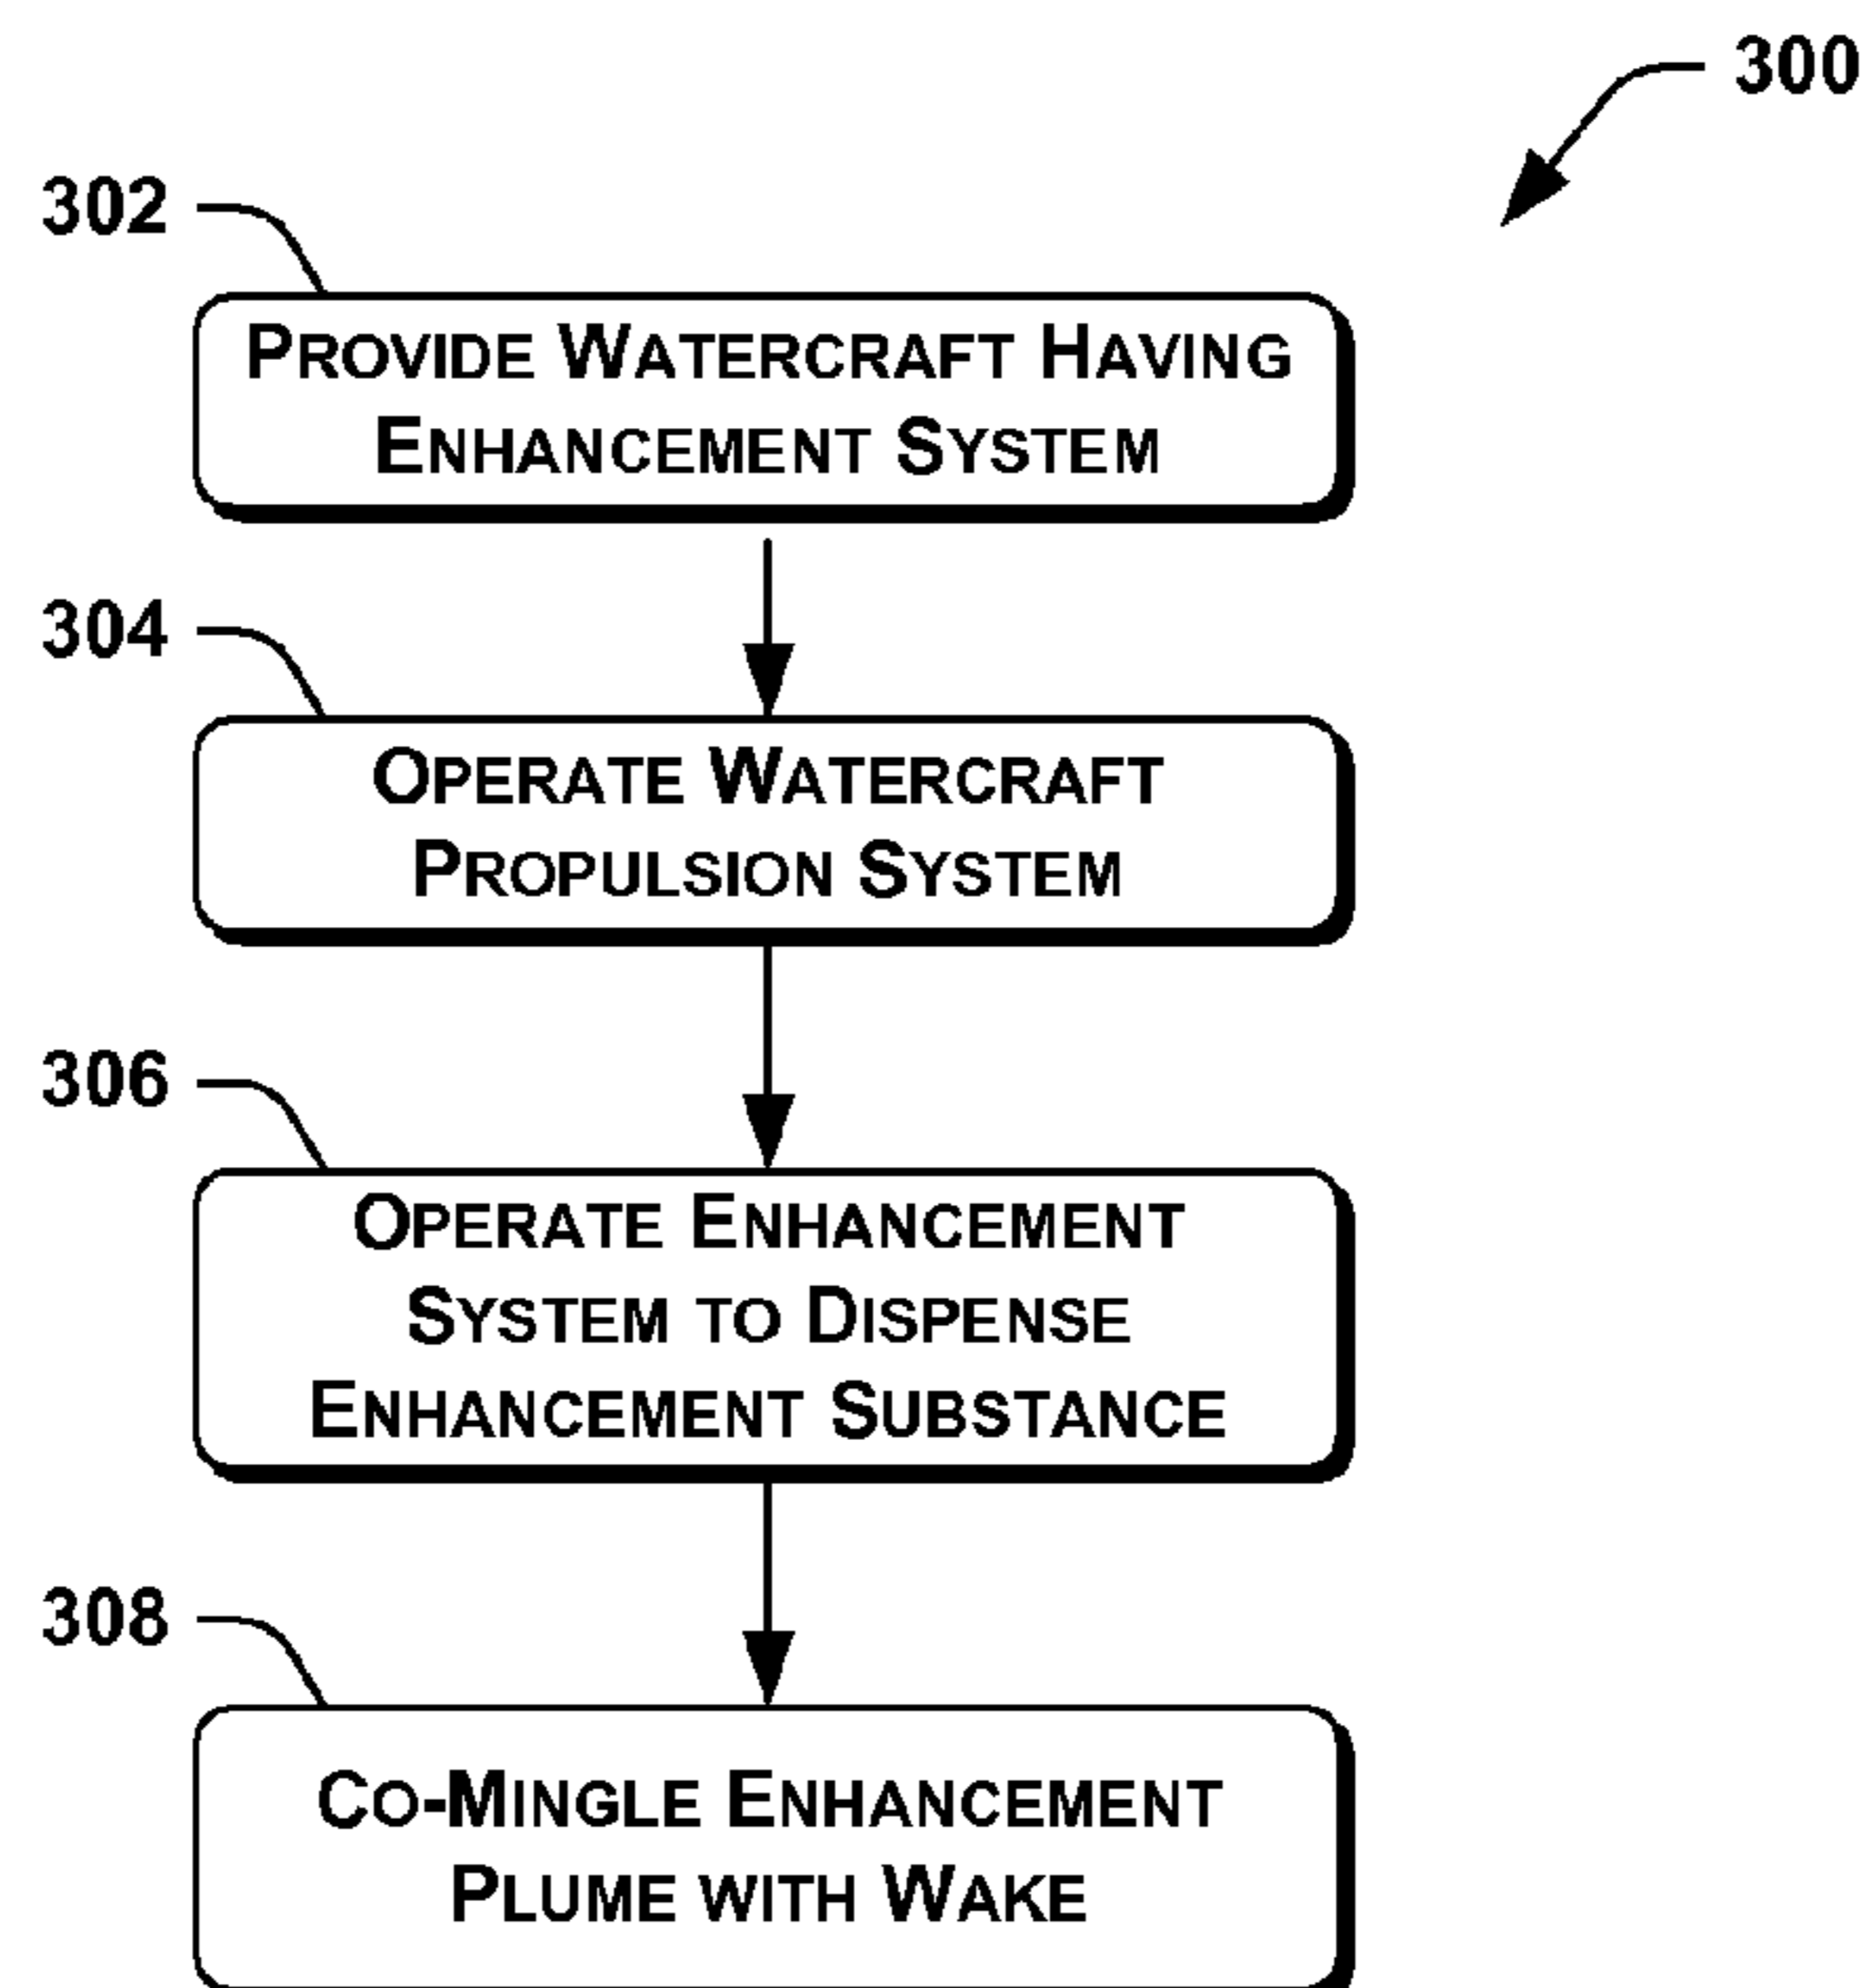 300
302
PROVIDE WATERCRAFT HAVING
ENHANCEMENT SYSTEM
304
OPERATE WATERCRAFT
PROPULSION SYSTEM
306
OPERATE ENHANCEMENT
SYSTEM TO DISPENSE
ENHANCEMENT SUBSTANCE
308
CO-MINGLE ENHANCEMENT
PLUME WITH WAKE